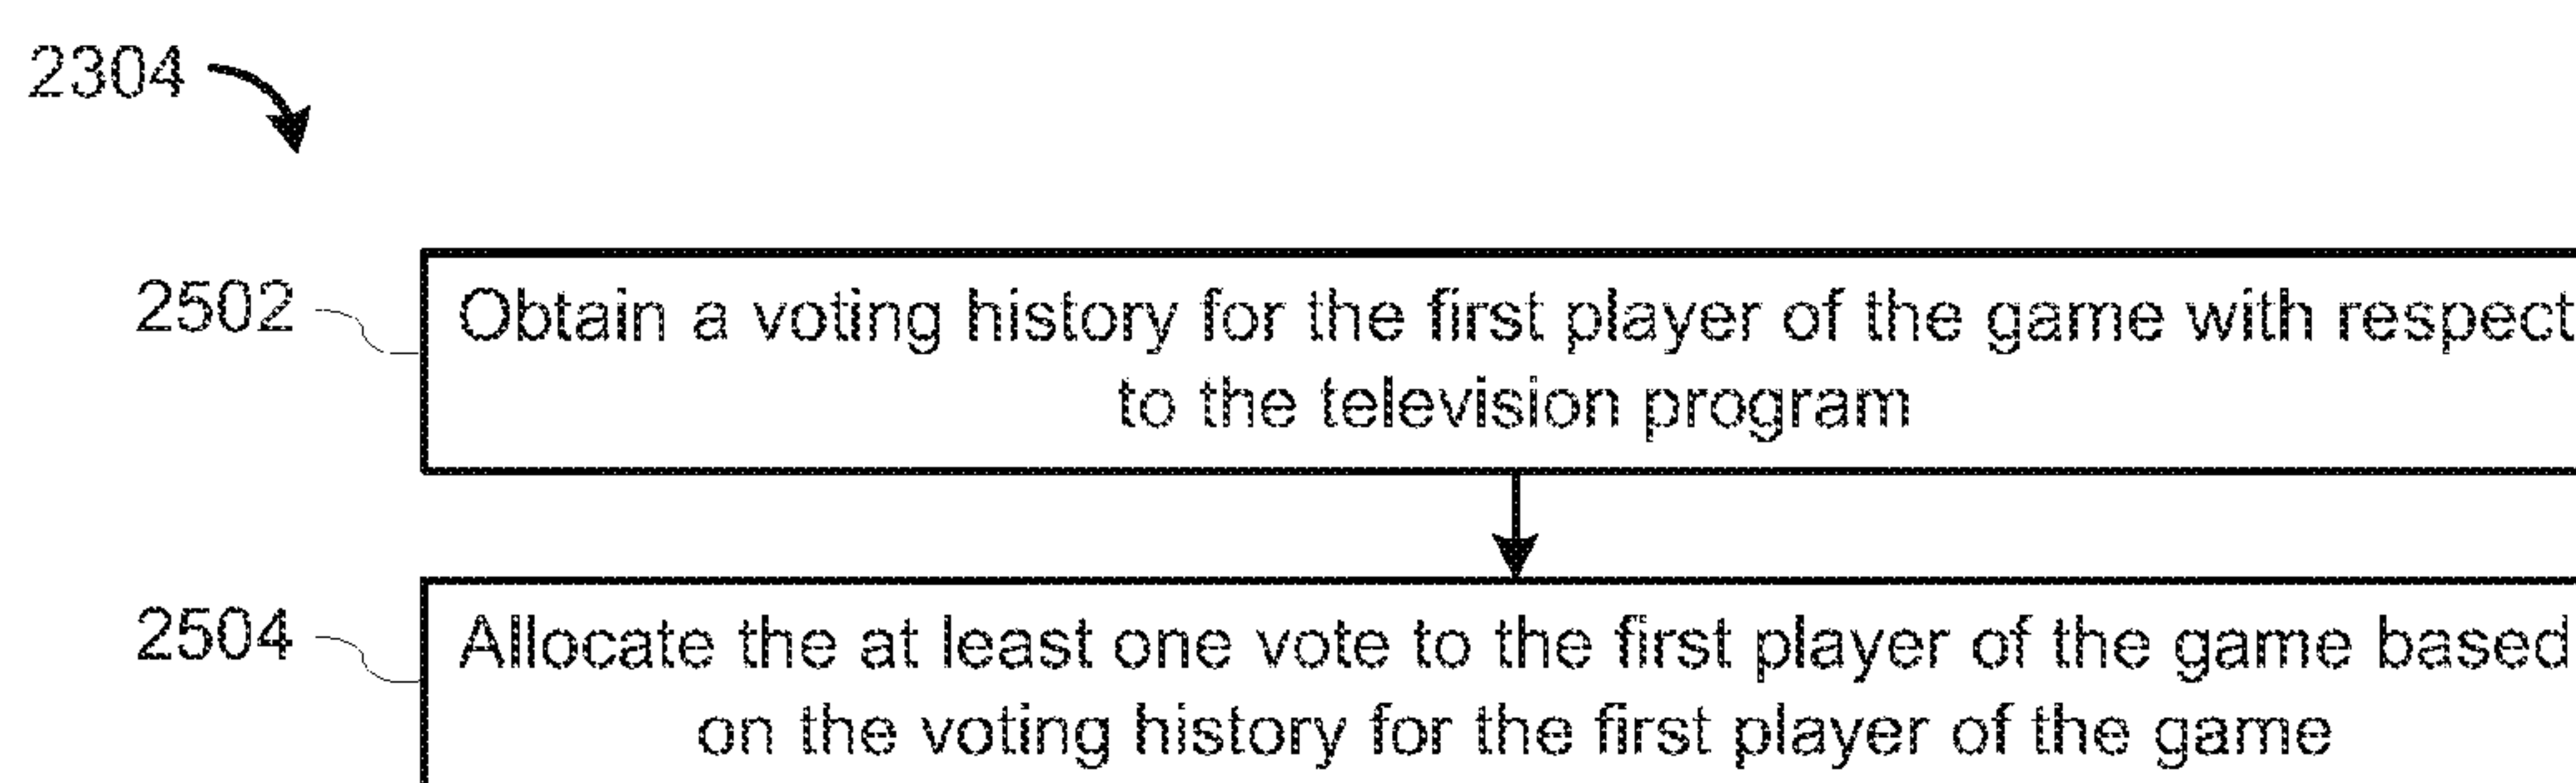 2304
2502
Obtain a voting history for the first player of the game with respect
to the television program
2504
Allocate the at least one vote to the first player of the game based
on the voting history for the first player of the game